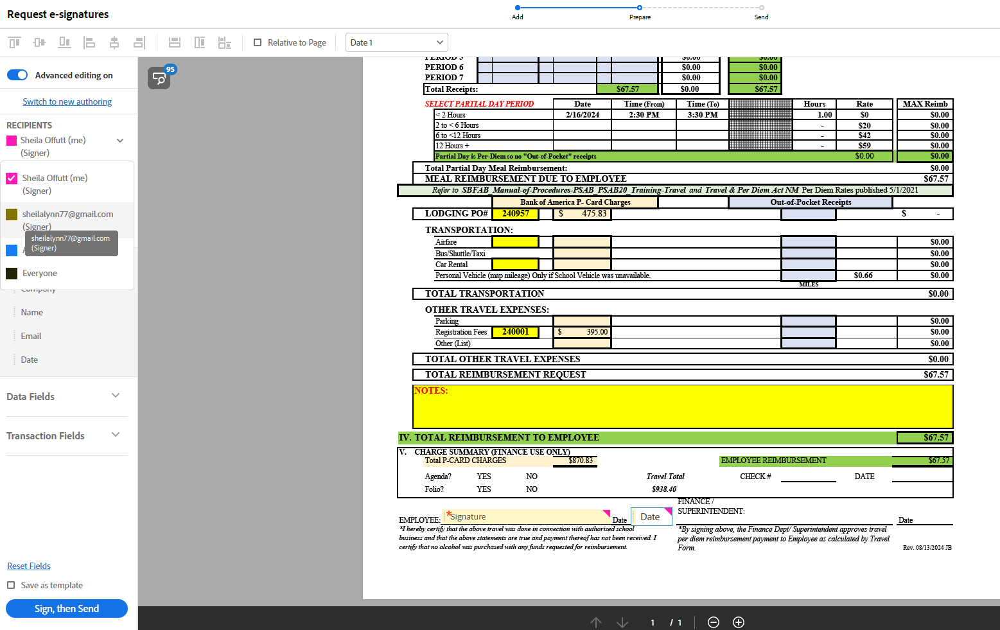 Request e-signatures
Add
Prepare
Send
Relative to Page
Date 1
Advanced editing on
Switch to new authoring
RECIPIENTS
Sheila Offutt (me)
(Signer)
Sheila Offutt (me)
(Signer)
sheilalynn77@gmail.com
(Signer)
sheilalynn77@gmail.com
(Signer)
Everyone
Company
Name
Email
Date
Data Fields
Transaction Fields
Reset Fields
Save as template
Sign, then Send
95
PERIOD 5 $0.00 $0.00
PERIOD 6 $0.00 $0.00
PERIOD 7 $0.00 $0.00
Total Receipts: $67.57 $0.00 $67.57
SELECT PARTIAL DAY PERIOD Date Time (From) Time (To) Hours Rate MAX Reimb
< 2 Hours 2/16/2024 2:30 PM 3:30 PM 1.00 $0 $0.00
2 to < 6 Hours - $20 $0.00
6 to <12 Hours - $42 $0.00
12 Hours + - $59 $0.00
Partial Day is Per-Diem so no "Out-of-Pocket" receipts $0.00 $0.00
Total Partial Day Meal Reimbursement: $0.00
MEAL REIMBURSEMENT DUE TO EMPLOYEE $67.57
Refer to SBFAB_Manual-of-Procedures-PSAB_PSAB20_Training-Travel and Travel & Per Diem Act NM Per Diem Rates published 5/1/2021
Bank of America P- Card Charges Out-of-Pocket Receipts
LODGING PO# 240957 $ 475.83 $ -
TRANSPORTATION:
Airfare $0.00
Bus/Shuttle/Taxi $0.00
Car Rental $0.00
Personal Vehicle (map mileage) Only if School Vehicle was unavailable. $0.66 $0.00
MILES
TOTAL TRANSPORTATION $0.00
OTHER TRAVEL EXPENSES:
Parking $0.00
Registration Fees 240001 $ 395.00 $0.00
Other (List) $0.00
TOTAL OTHER TRAVEL EXPENSES $0.00
TOTAL REIMBURSEMENT REQUEST $67.57
NOTES:
IV. TOTAL REIMBURSEMENT TO EMPLOYEE $67.57
V. CHARGE SUMMARY (FINANCE USE ONLY)
Total P-CARD CHARGES $870.83 EMPLOYEE REIMBURSEMENT $67.57
Agenda? YES NO Travel Total CHECK # DATE
Folio? YES NO $938.40
FINANCE /
SUPERINTENDENT:
EMPLOYEE: *Signature Date Date Date
*I hereby certify that the above travel was done in connection with authorized school
business and that the above statements are true and payment thereof has not been received. I
certify that no alcohol was purchased with any funds requested for reimbursement.
*By signing above, the Finance Dept/ Superintendent approves travel
per diem reimbursement payment to Employee as calculated by Travel
Form.
Rev. 08/13/2024 JB
1 / 1